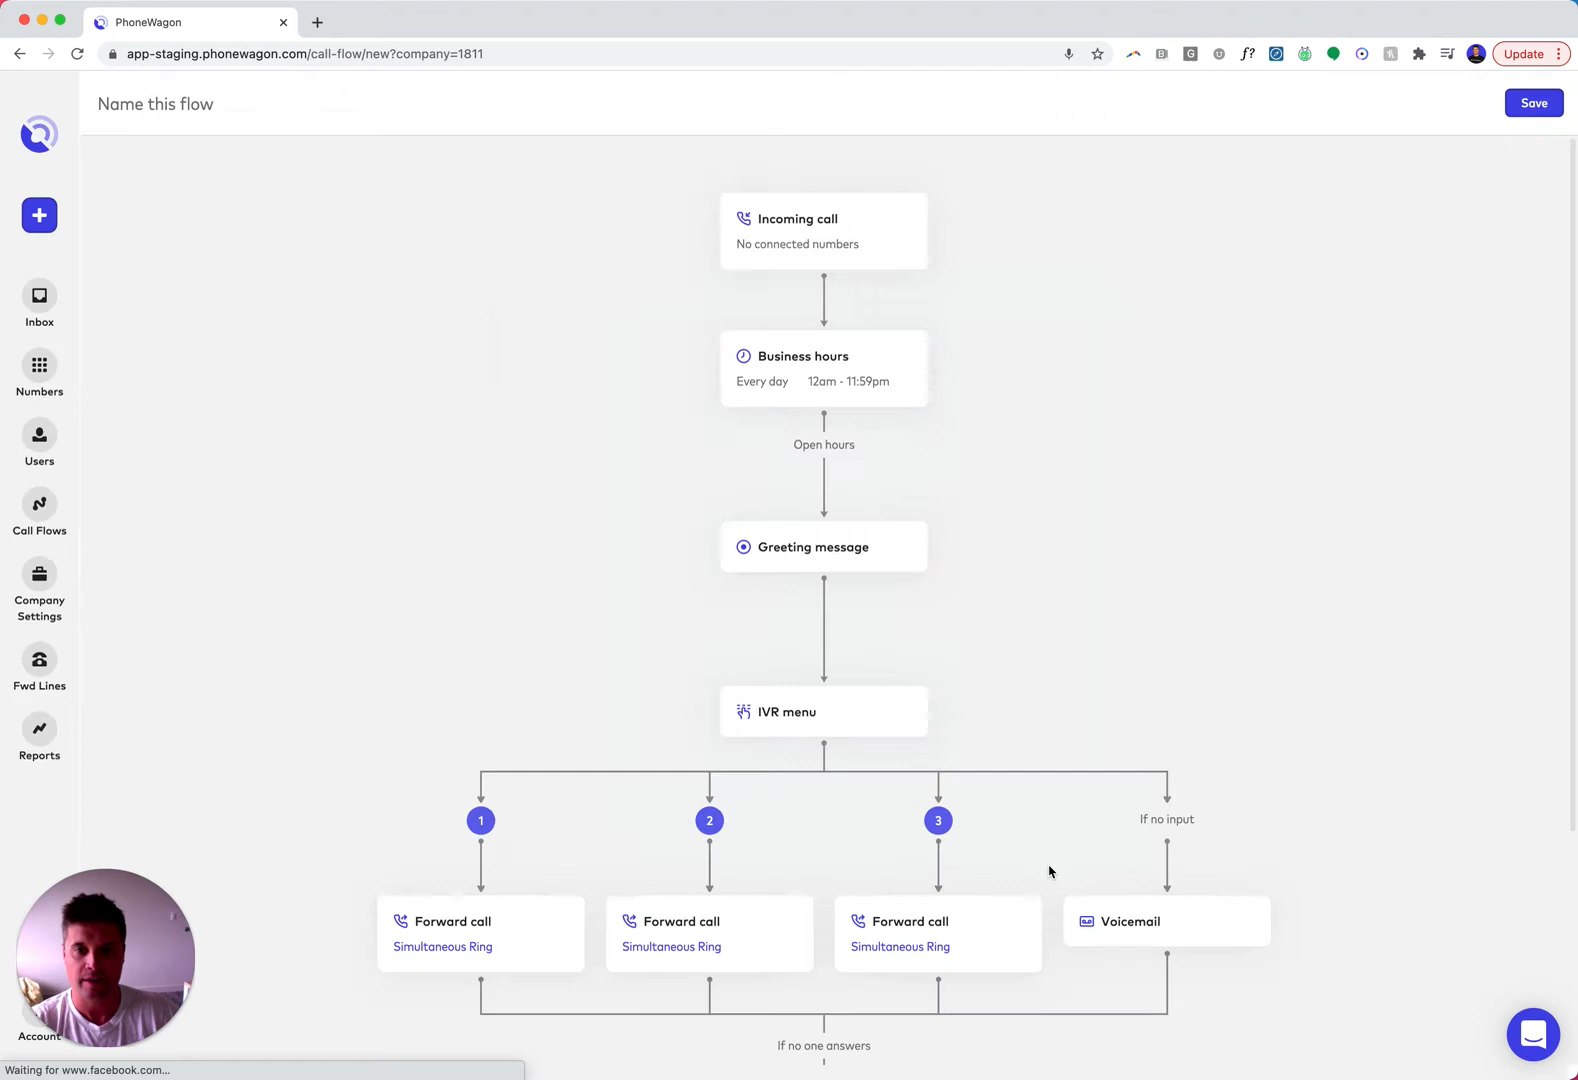 PhoneWagon
app-staging.phonewagon.com/call-flow/new?company=1811
Update
Name this flow
Save
Incoming call
No connected numbers
Inbox
Business hours
Every day 12am - 11:59pm
Numbers
Open hours
Users
Call Flows
Greeting message
Company
Settings
Fwd Lines
IVR menu
Reports
1
2
3
If no input
Forward call
Simultaneous Ring
Forward call
Simultaneous Ring
Forward call
Simultaneous Ring
Voicemail
Account
If no one answers
Waiting for www.facebook.com...